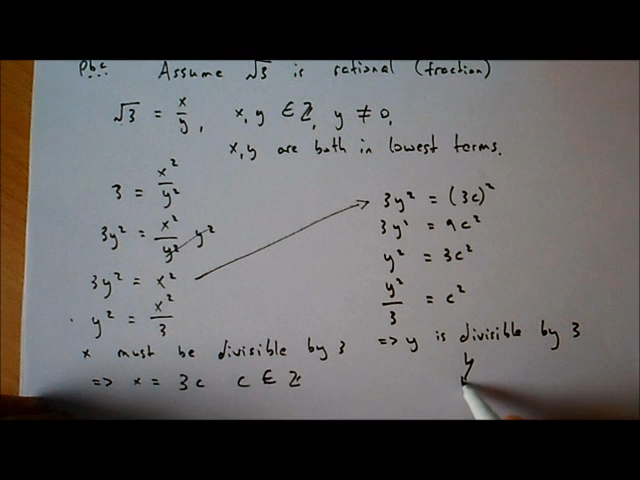 Pbc Assume √3 is rational (fraction)
√3 = x/y, x, y ∈ ℤ, y ≠ 0,
x, y are both in lowest terms.
3 = x²/y²
3y² = x²/y² y²
3y² = x²
y² = x²/3
x must be divisible by 3
=> x = 3c c ∈ ℤ
3y² = (3c)²
3y² = 9c²
y² = 3c²
y²/3 = c²
=> y is divisible by 3